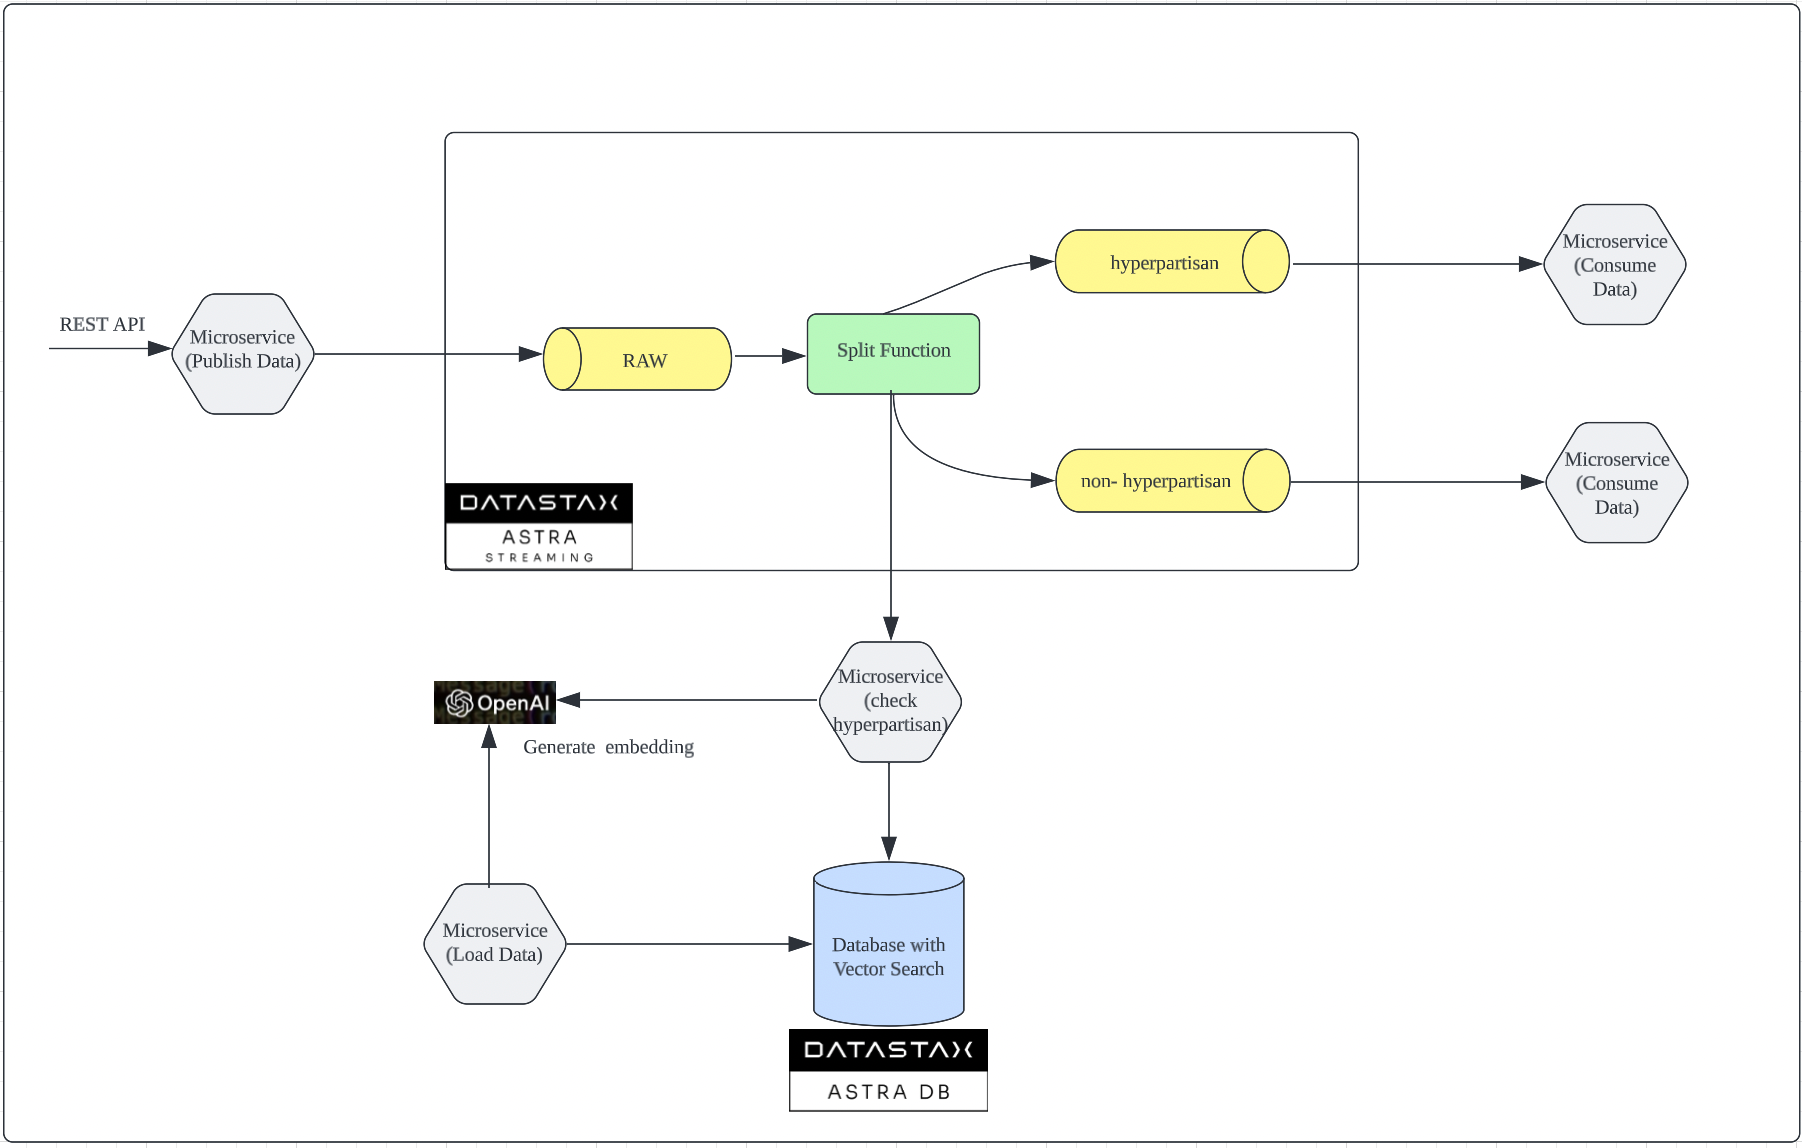 REST API
Microservice
(Publish Data)
RAW
Split Function
hyperpartisan
non- hyperpartisan
Microservice
(Consume
Data)
Microservice
(Consume
Data)
DATASTAX
ASTRA
STREAMING
Microservice
(check
hyperpartisan)
OpenAI
Generate embedding
Microservice
(Load Data)
Database with
Vector Search
DATASTAX
ASTRA DB